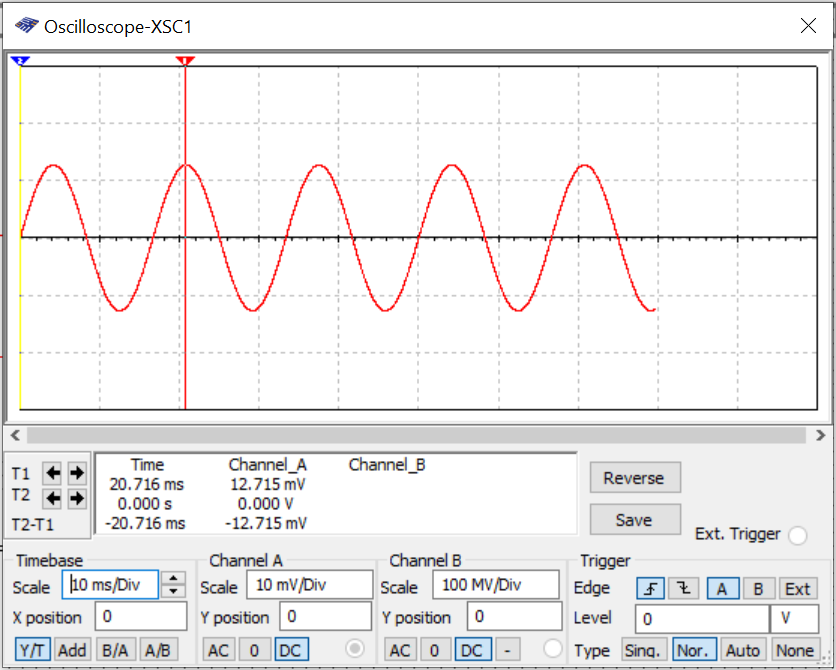 Oscilloscope-XSC1
2 1
T1
T2
T2-T1
Time Channel_A Channel_B
20.716 ms 12.715 mV
0.000 s 0.000 V
-20.716 ms -12.715 mV
Reverse
Save
Ext. Trigger
Timebase
Scale 10 ms/Div
X position 0
Y/T Add B/A A/B
Channel A
Scale 10 mV/Div
Y position 0
AC 0 DC
Channel B
Scale 100 MV/Div
Y position 0
AC 0 DC -
Trigger
Edge A B Ext
Level 0 V
Type Sing. Nor. Auto None